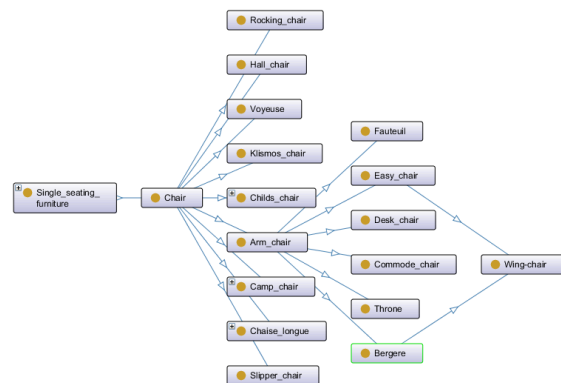 Rocking_chair
Hall_chair
Voyeuse
Fauteuil
Klismos_chair
Easy_chair
Single_seating_
furniture
Chair
Childs_chair
Desk_chair
Arm_chair
Commode_chair
Wing-chair
Camp_chair
Throne
Chaise_longue
Bergere
Slipper_chair